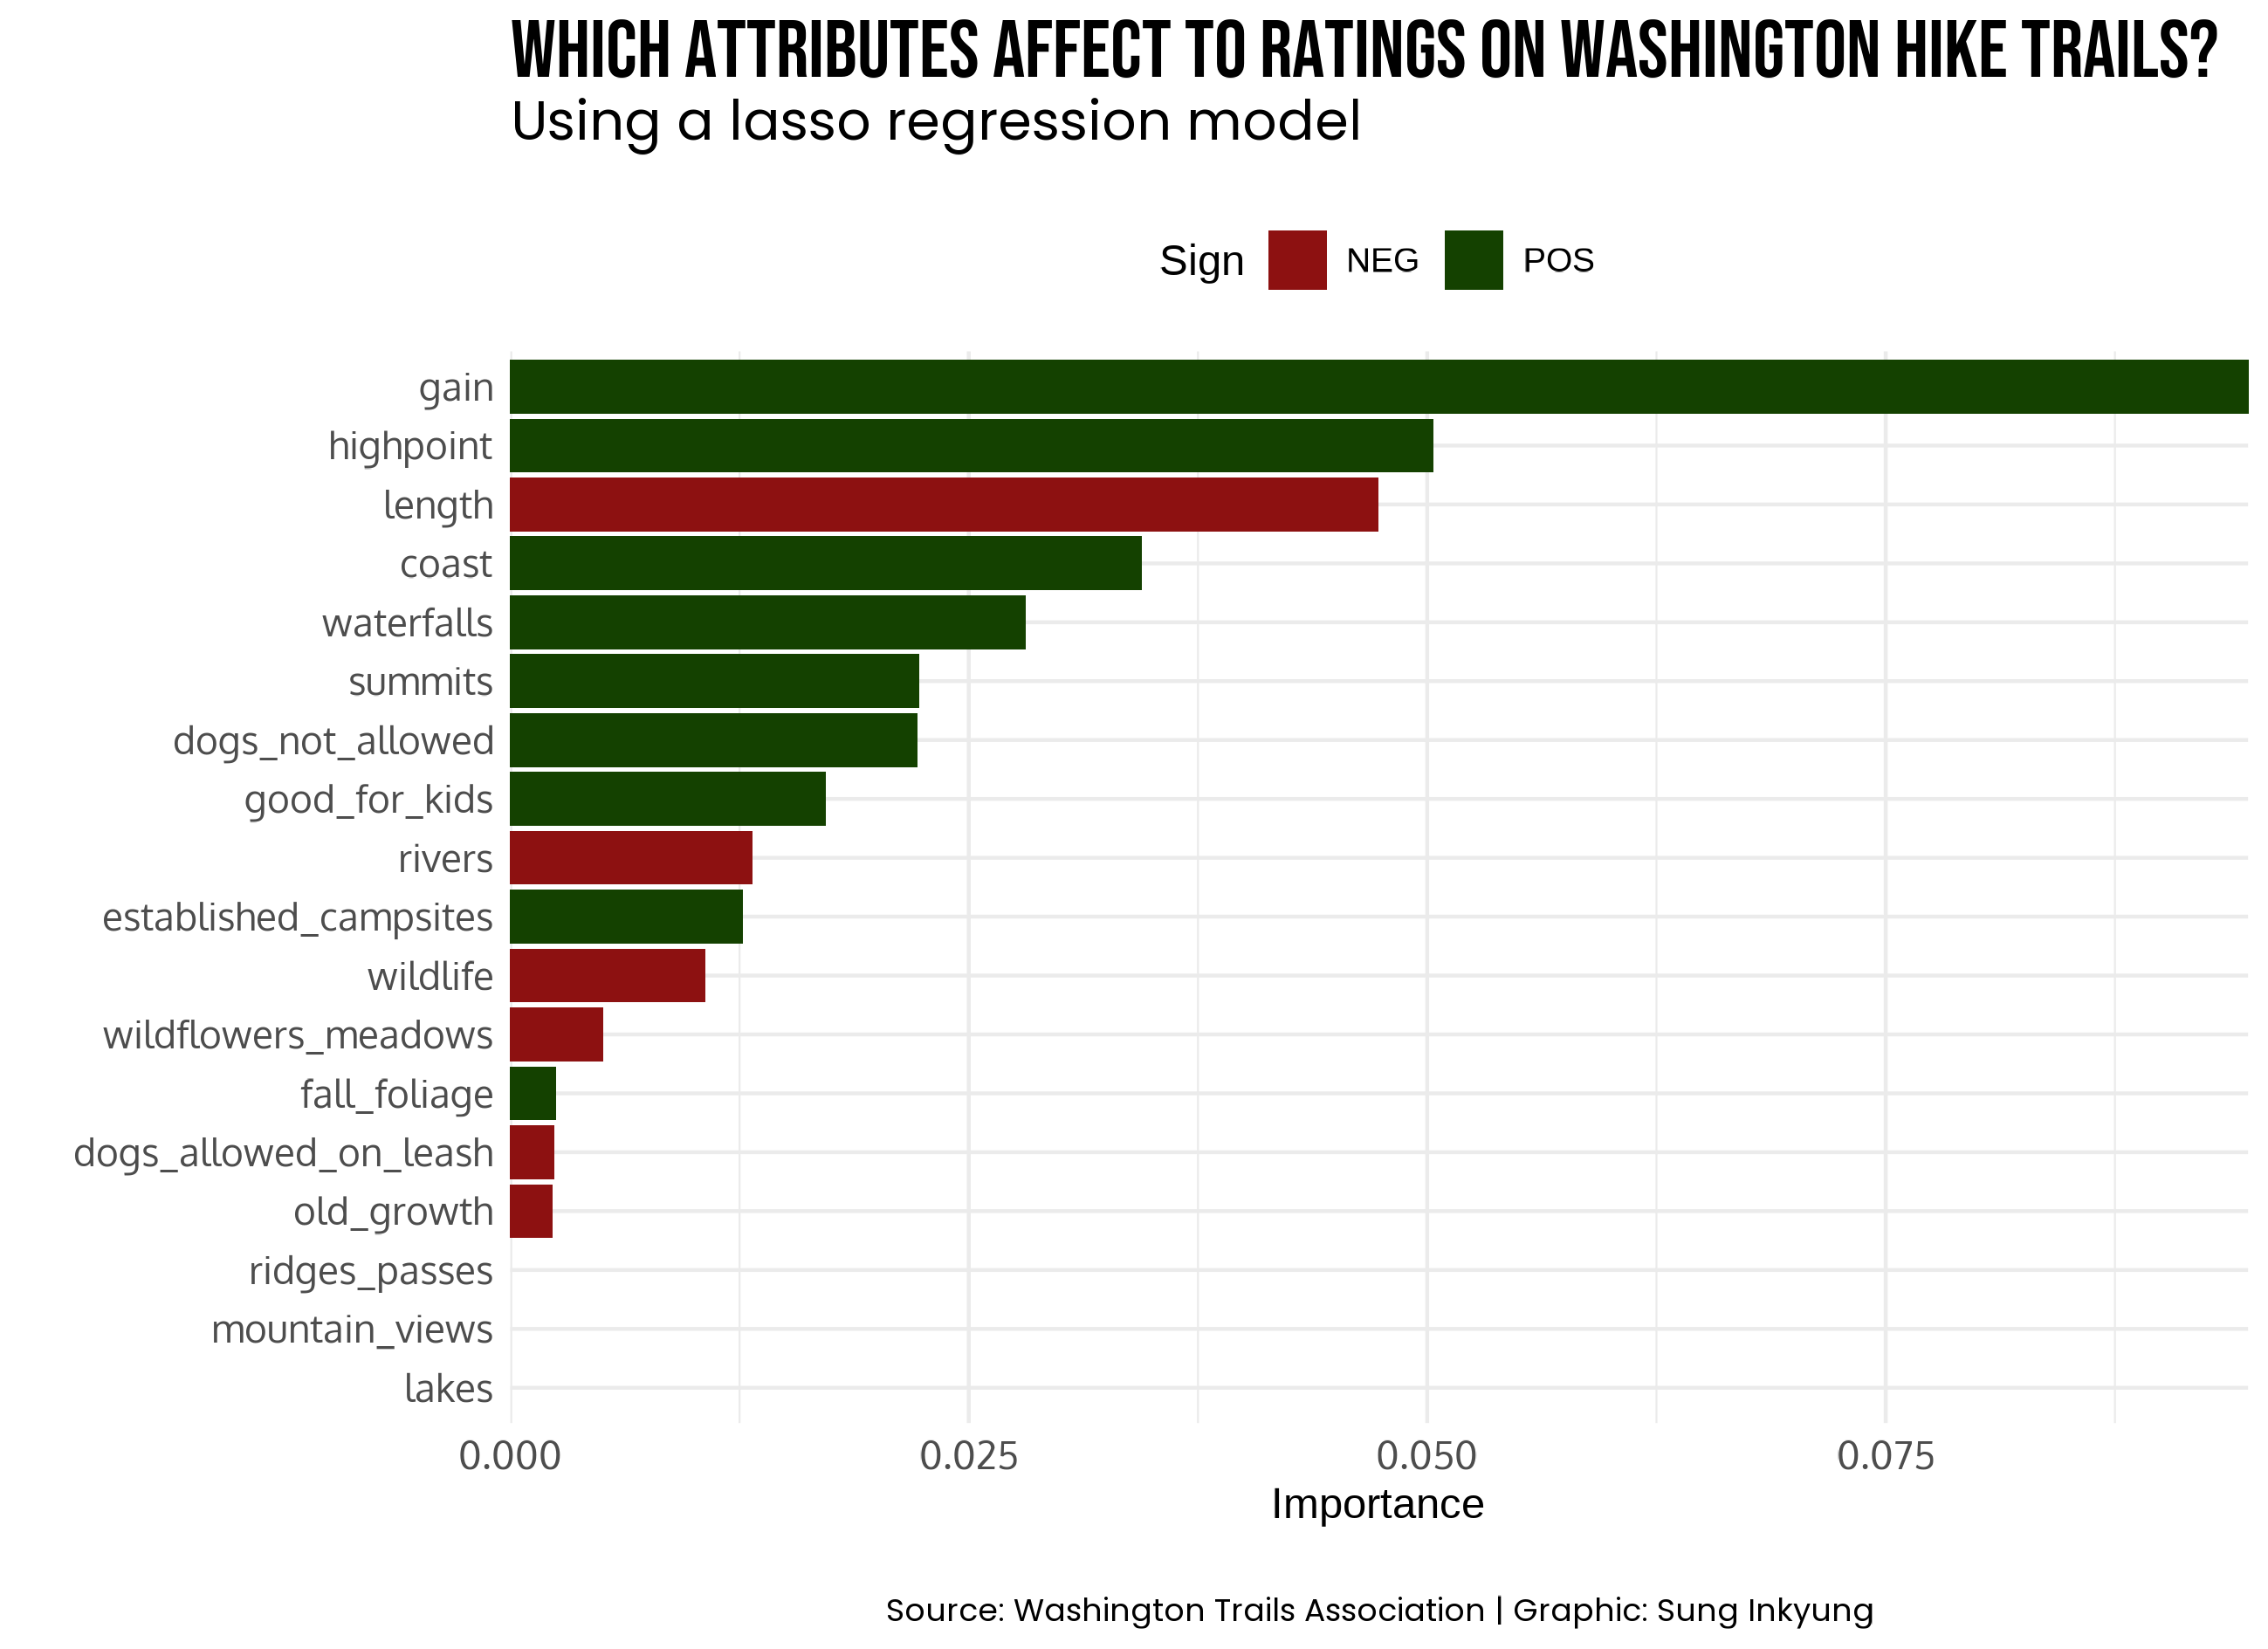 WHICH ATTRIBUTES AFFECT TO RATINGS ON WASHINGTON HIKE TRAILS?
Using a lasso regression model
Sign NEG POS
gain
highpoint
length
coast
waterfalls
summits
dogs_not_allowed
good_for_kids
rivers
established_campsites
wildlife
wildflowers_meadows
fall_foliage
dogs_allowed_on_leash
old_growth
ridges_passes
mountain_views
lakes
0.000 0.025 0.050 0.075
Importance
Source: Washington Trails Association | Graphic: Sung Inkyung